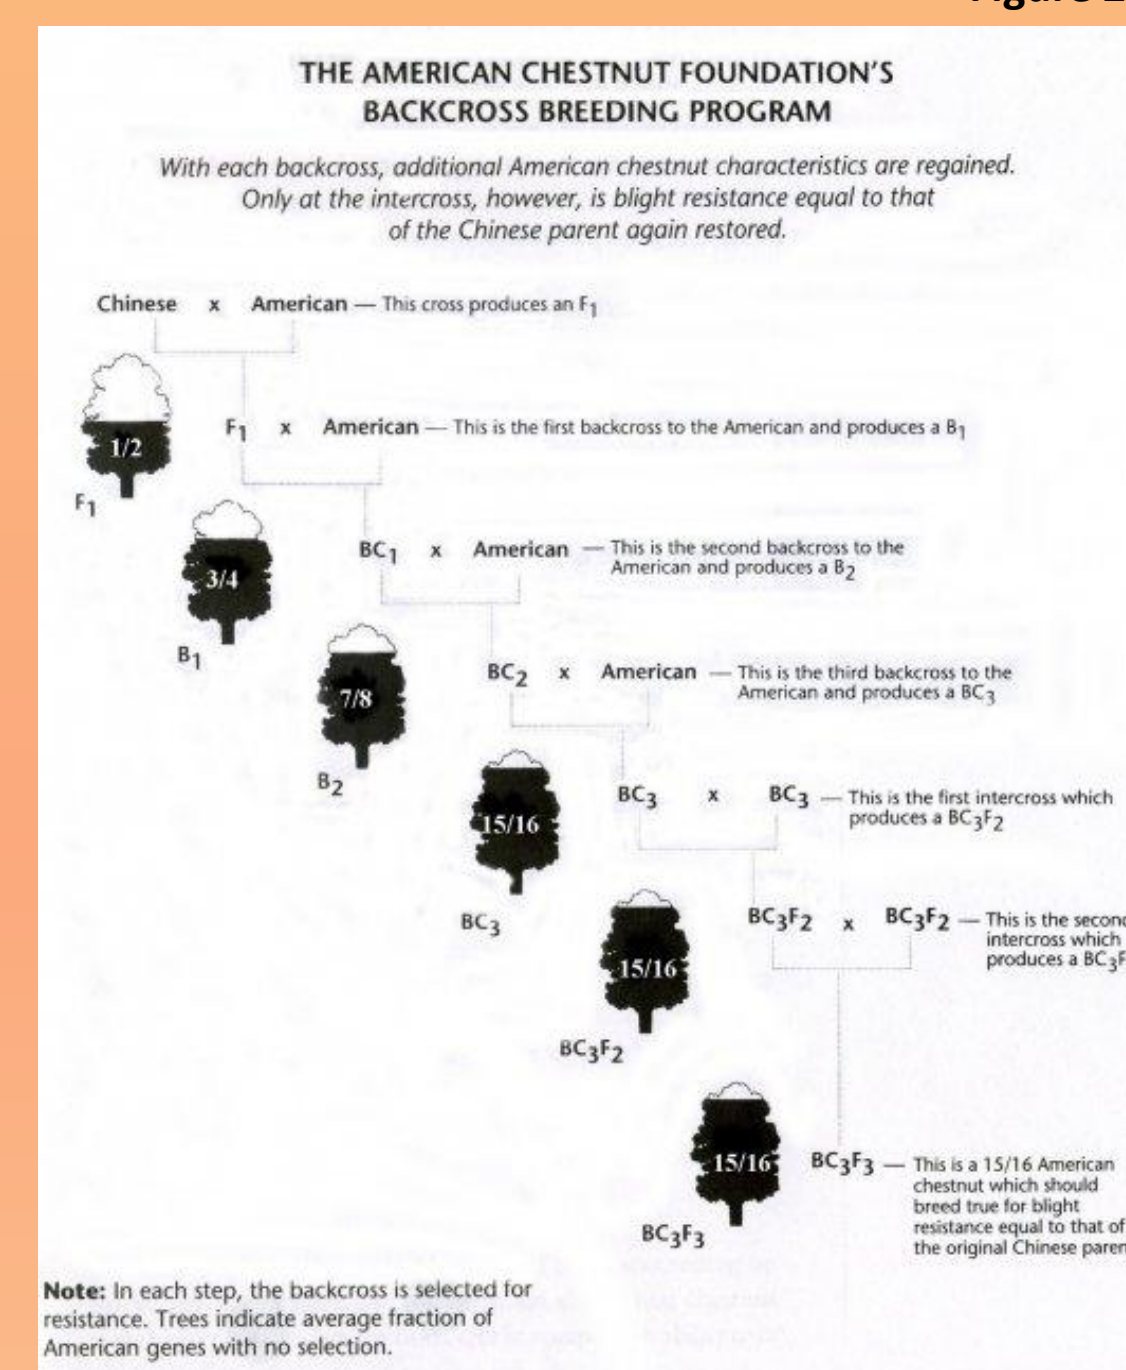 THE AMERICAN CHESTNUT FOUNDATION'S
BACKCROSS BREEDING PROGRAM
With each backcross, additional American chestnut characteristics are regained.
Only at the intercross, however, is blight resistance equal to that
of the Chinese parent again restored.
Chinese x American — This cross produces an F1
1/2
F1
F1 x American — This is the first backcross to the American and produces a B1
3/4
B1
BC1 x American — This is the second backcross to the
American and produces a B2
7/8
B2
BC2 x American — This is the third backcross to the
American and produces a BC3
15/16
BC3
BC3 x BC3 — This is the first intercross which
produces a BC3F2
15/16
BC3F2
BC3F2 x BC3F2 — This is the
intercross which
produces a
15/16
BC3F3
BC3F3 — This is a 15/16 American
chestnut which should
breed true for blight
resistance equal to that of
the original Chinese
Note: In each step, the backcross is selected for
resistance. Trees indicate average fraction of
American genes with no selection.